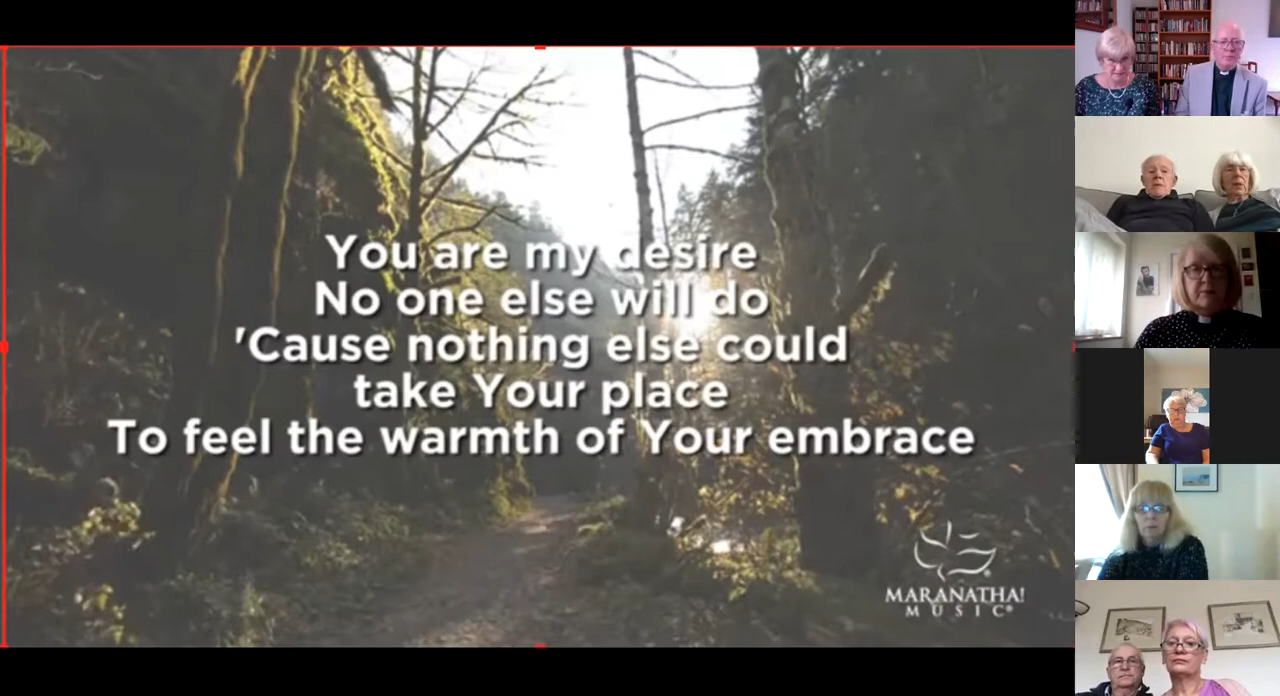 You are my desire
No one else will do
'Cause nothing else could
take Your place
To feel the warmth of Your embrace
MARANATHA!
MUSIC®